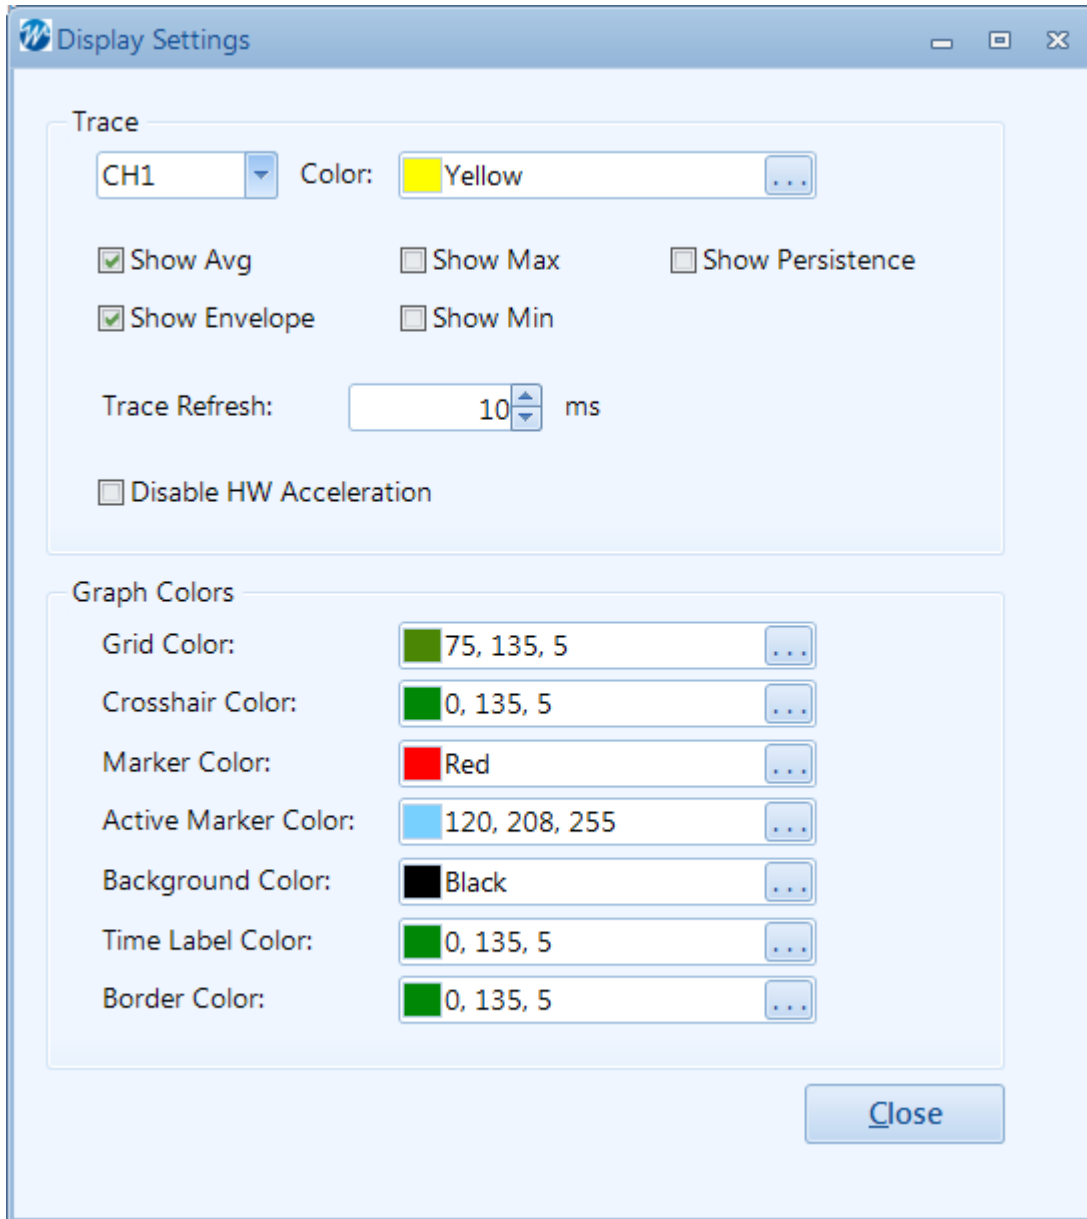 Display Settings
Trace
CH1 Color: Yellow ...
Show Avg Show Max Show Persistence
Show Envelope Show Min
Trace Refresh: 10 ms
Disable HW Acceleration
Graph Colors
Grid Color: 75, 135, 5 ...
Crosshair Color: 0, 135, 5 ...
Marker Color: Red ...
Active Marker Color: 120, 208, 255 ...
Background Color: Black ...
Time Label Color: 0, 135, 5 ...
Border Color: 0, 135, 5 ...
Close